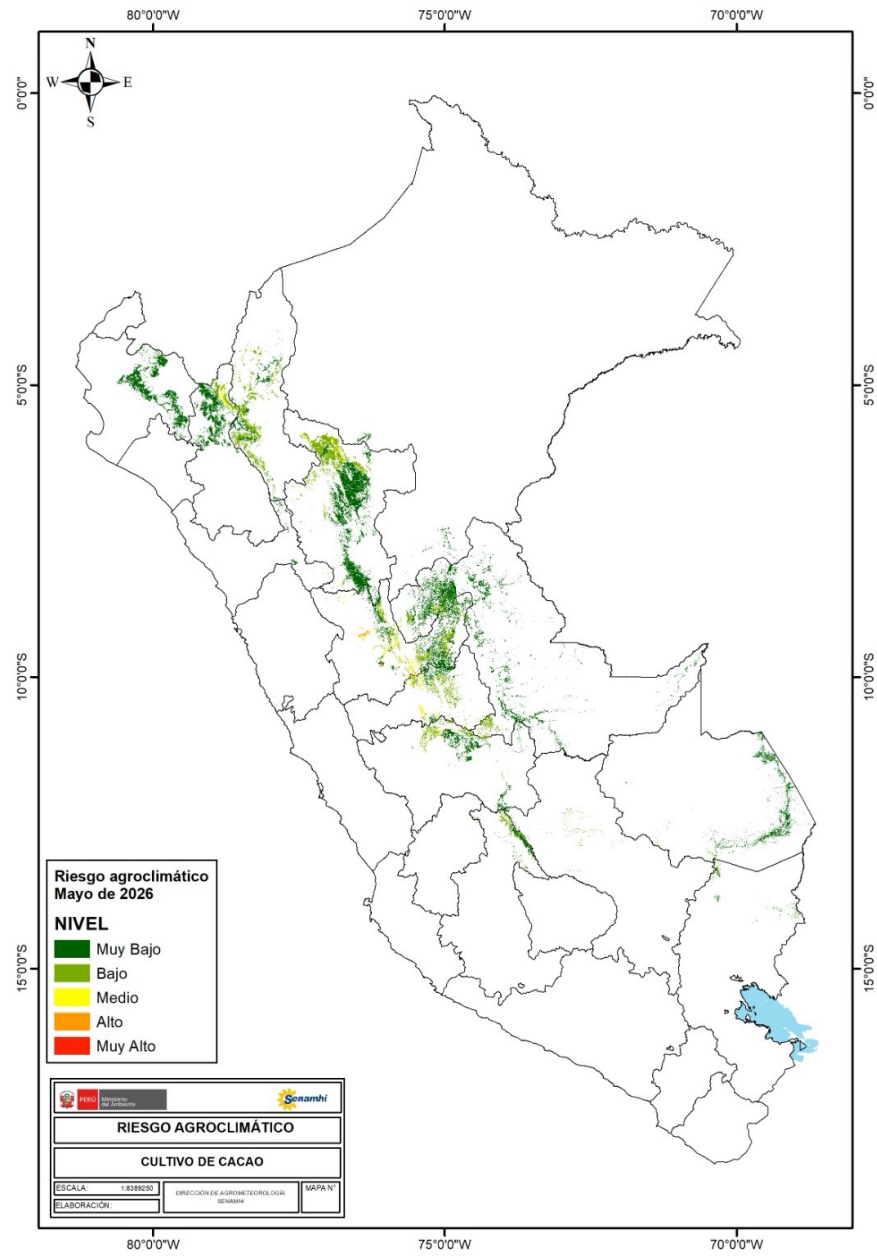 80°0'0"W 75°0'0"W 70°0'0"W
N
W E
S
0°0'0" 0°0'0"
5°0'0"S 5°0'0"S
10°0'0"S 10°0'0"S
15°0'0"S 15°0'0"S
Riesgo agroclimático
Mayo de 2026
NIVEL
Muy Bajo
Bajo
Medio
Alto
Muy Alto
PERÚ Ministerio
del Ambiente
Senamhi
RIESGO AGROCLIMÁTICO
CULTIVO DE CACAO
ESCALA: 1:8389250
ELABORACIÓN:
DIRECCIÓN DE AGROMETEOROLOGÍA
SENAMHI
MAPA N°
80°0'0"W 75°0'0"W 70°0'0"W